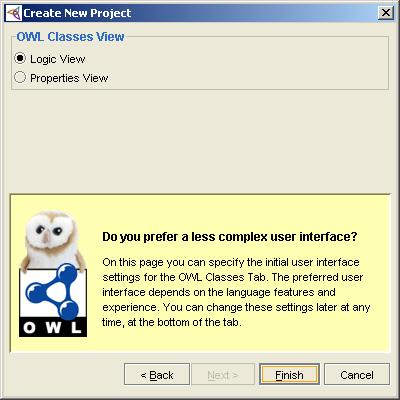 Create New Project
OWL Classes View
Logic View
Properties View
Do you prefer a less complex user interface?
On this page you can specify the initial user interface
settings for the OWL Classes Tab. The preferred user
interface depends on the language features and
experience. You can change these settings later at any
time, at the bottom of the tab.
OWL
< Back
Next >
Finish
Cancel